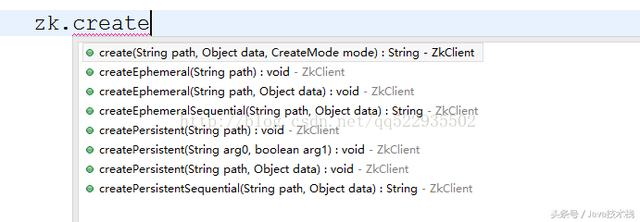 zk.create
create(String path, Object data, CreateMode mode) : String - ZkClient
createEphemeral(String path) : void - ZkClient
createEphemeral(String path, Object data) : void - ZkClient
createEphemeralSequential(String path, Object data) : String - ZkClient
http://blog.csdn.net/qq522935502
createPersistent(String path) : void - ZkClient
createPersistent(String arg0, boolean arg1) : void - ZkClient
createPersistent(String path, Object data) : void - ZkClient
createPersistentSequential(String path, Object data) : String - ZkClient
头条号 / Java技术栈